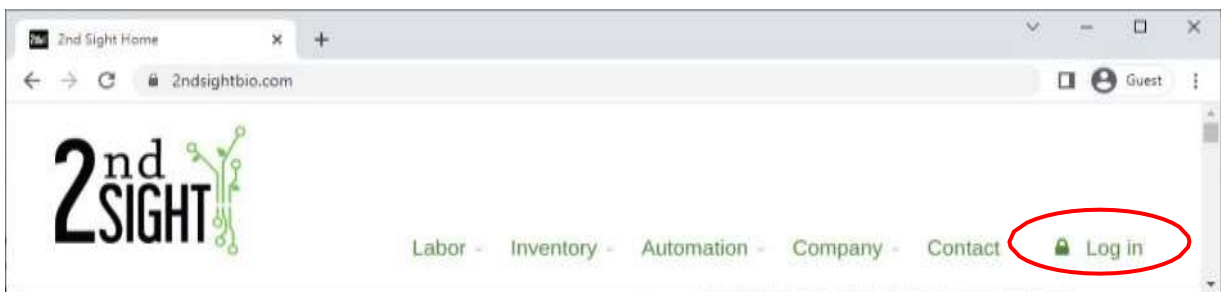 2nd Sight Home
2ndsightbio.com
Guest
2nd
SIGHT
Labor Inventory Automation Company Contact Log in